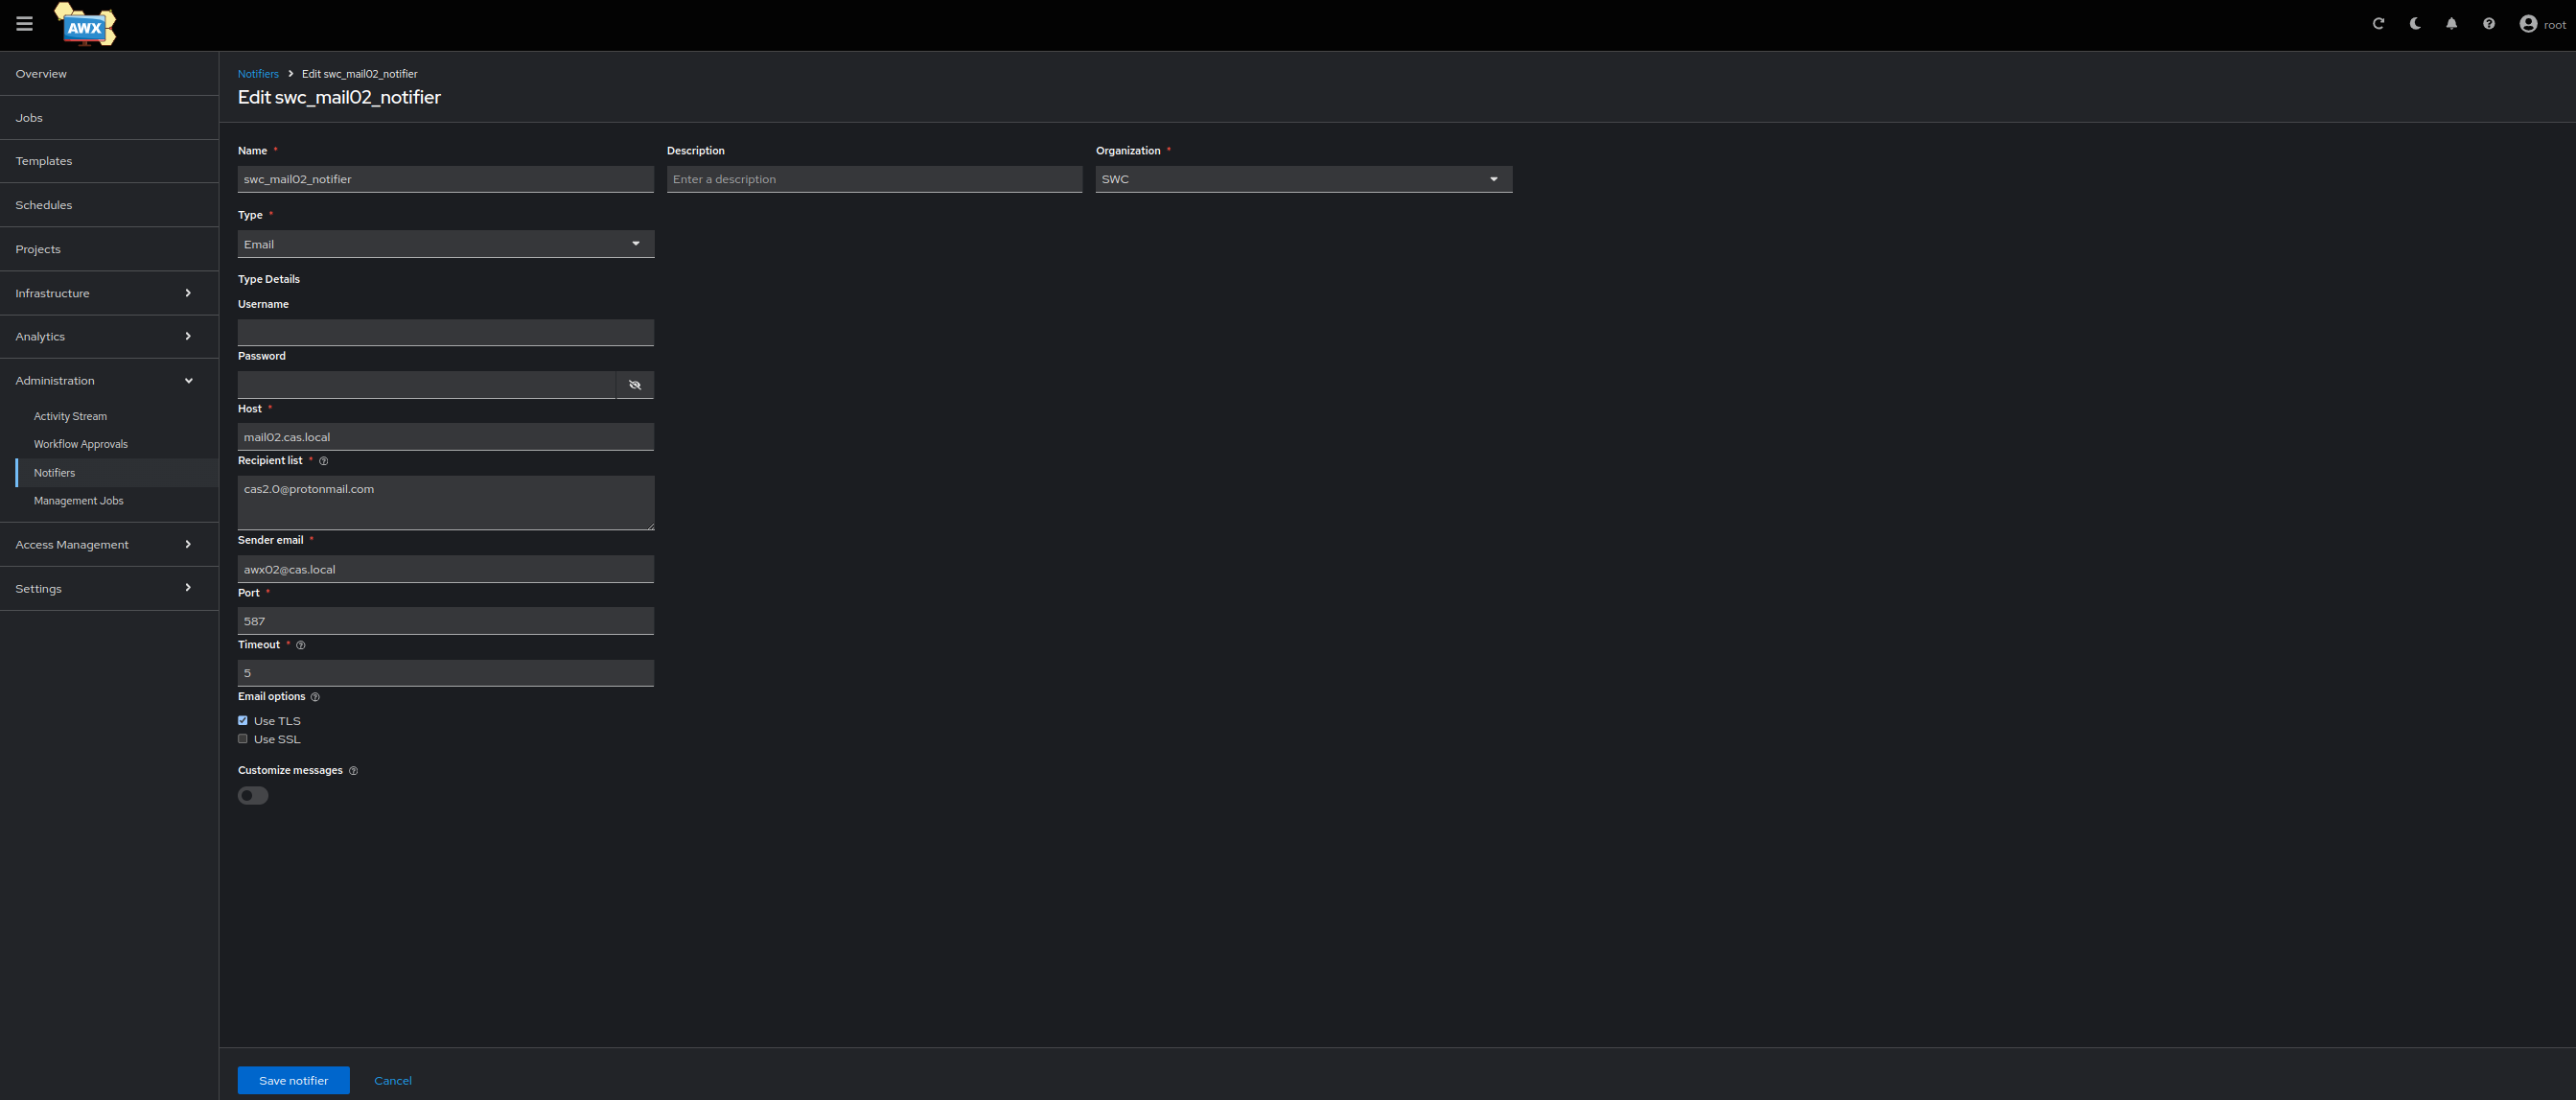 AWX
root
Overview
Jobs
Templates
Schedules
Projects
Infrastructure
Analytics
Administration
Activity Stream
Workflow Approvals
Notifiers
Management Jobs
Access Management
Settings
Notifiers > Edit swc_mail02_notifier
Edit swc_mail02_notifier
Name * Description Organization *
swc_mail02_notifier Enter a description SWC
Type *
Email
Type Details
Username
Password
Host *
mail02.cas.local
Recipient list *
cas2.0@protonmail.com
Sender email *
awx02@cas.local
Port *
587
Timeout *
5
Email options
Use TLS
Use SSL
Customize messages
Save notifier Cancel